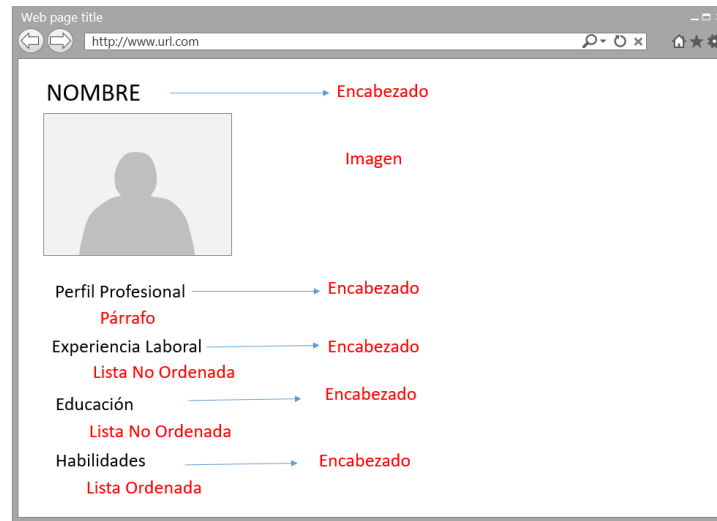 Web page title
http://www.url.com
NOMBRE Encabezado
Imagen
Perfil Profesional Encabezado
Párrafo
Experiencia Laboral Encabezado
Lista No Ordenada
Educación Encabezado
Lista No Ordenada
Habilidades Encabezado
Lista Ordenada